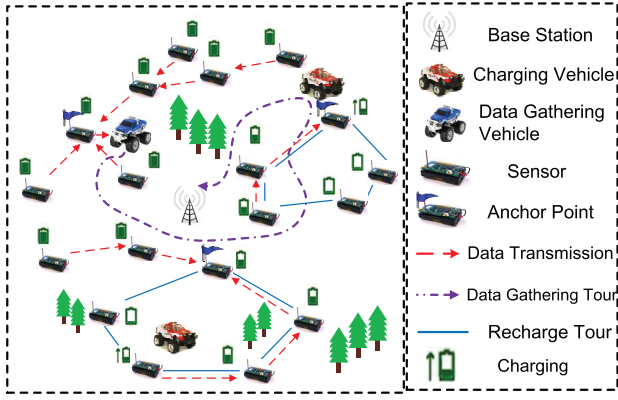 Base Station
Charging Vehicle
Data Gathering
Vehicle
Sensor
Anchor Point
Data Transmission
Data Gathering Tour
Recharge Tour
Charging